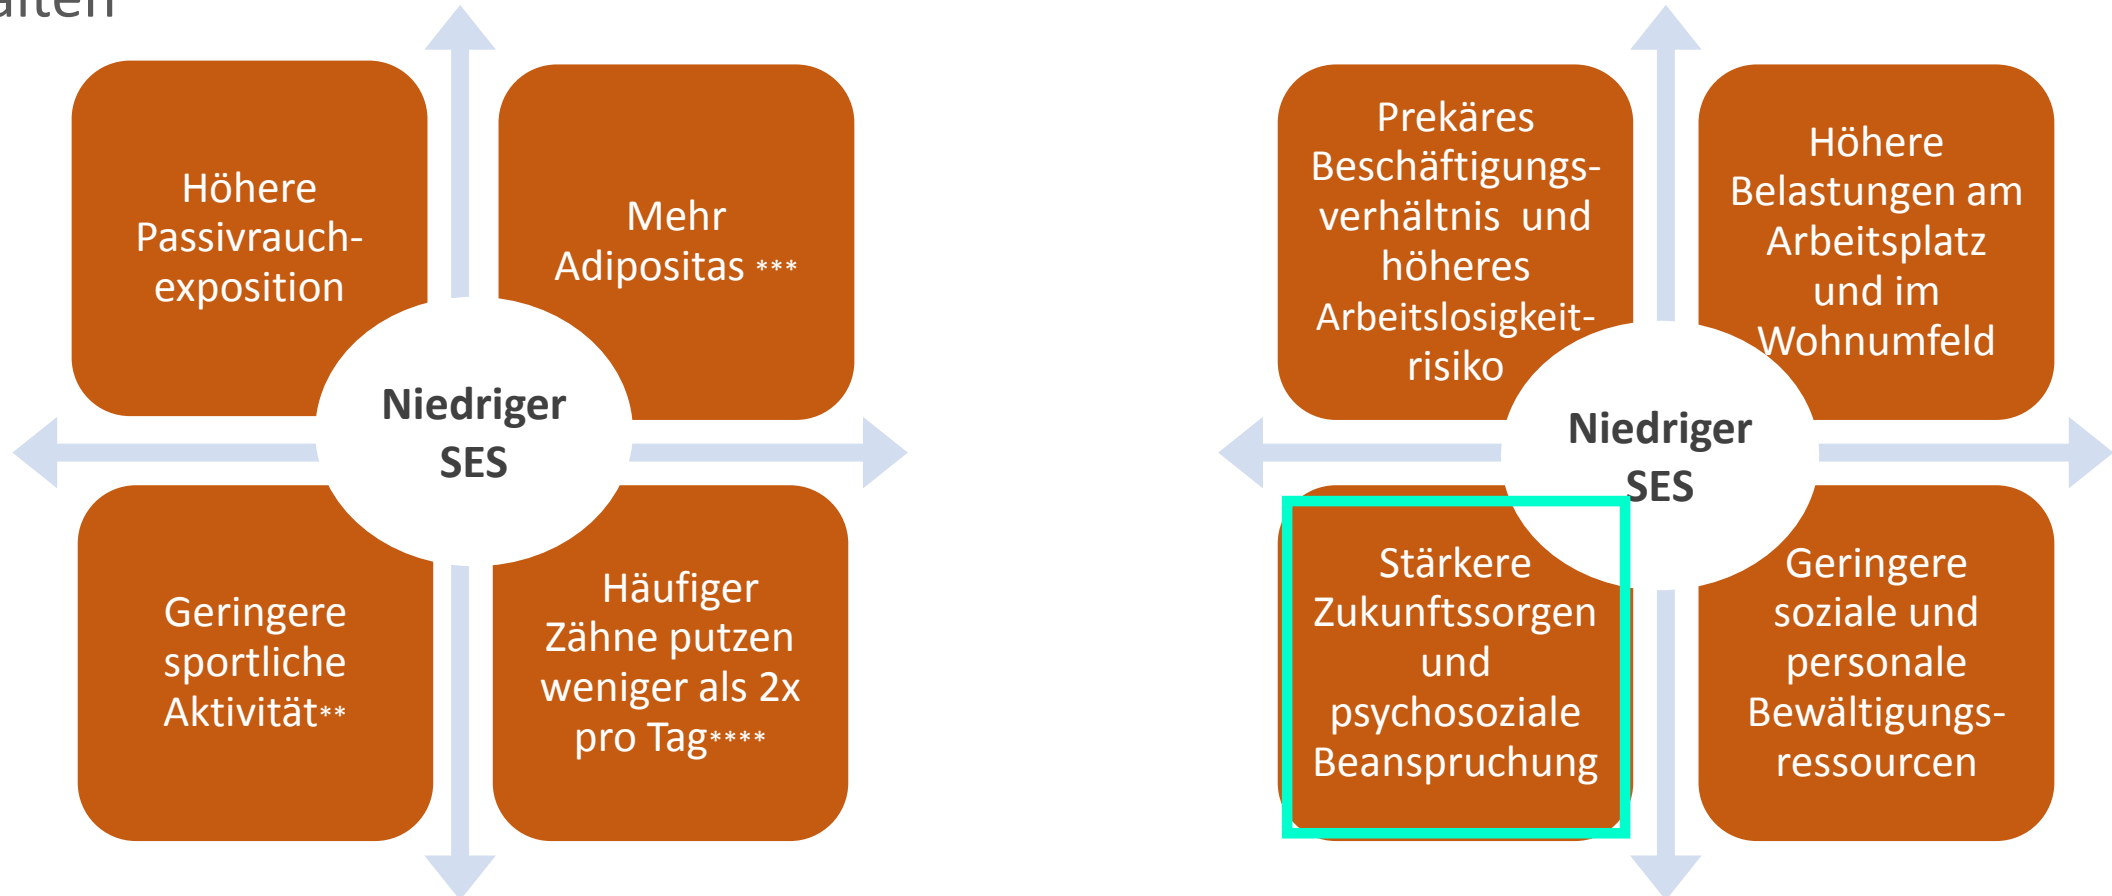 Höhere
Passivrauch-
exposition
Mehr
Adipositas ***
Niedriger
SES
Geringere
sportliche
Aktivität**
Häufiger
Zähne putzen
weniger als 2x
pro Tag****
Prekäres
Beschäftigungs-
verhältnis und
höheres
Arbeitslosigkeit-
risiko
Höhere
Belastungen am
Arbeitsplatz
und im
Wohnumfeld
Niedriger
SES
Stärkere
Zukunftssorgen
und
psychosoziale
Beanspruchung
Geringere
soziale und
personale
Bewältigungs-
ressourcen